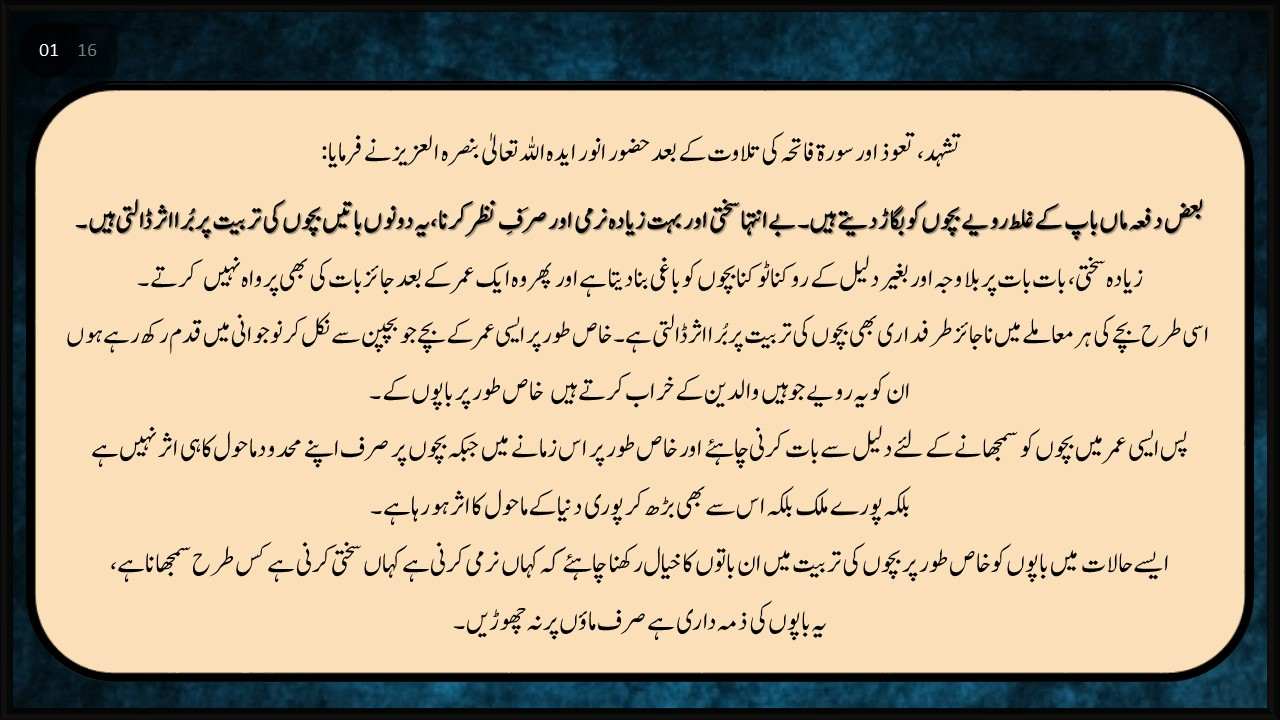 01 16
تشہد، تعوذ اور سورۃ فاتحہ کی تلاوت کے بعد حضور انور ایدہ اللہ تعالیٰ بنصرہ العزیز نے فرمایا:
بعض دفعہ ماں باپ کے غلط رویے بچوں کو بگاڑ دیتے ہیں۔ بے انتہا سختی اور بہت زیادہ نرمی اور صرَفِ نظر کرنا،یہ دونوں باتیں بچوں کی تربیت پر بُرا اثر ڈالتی ہیں۔
زیادہ سختی،بات بات پر بلا وجہ اور بغیر دلیل کے روکنا ٹوکنا بچوں کو باغی بنا دیتا ہے اور پھر وہ ایک عمر کے بعد جائز بات کی بھی پرواہ نہیں کرتے۔
اسی طرح بچے کی ہر معاملے میں ناجائز طرفداری بھی بچوں کی تربیت پر بُرا اثر ڈالتی ہے۔ خاص طور پر ایسی عمر کے بچے جو بچپن سے نکل کر نوجوانی میں قدم رکھ رہے ہوں
ان کو یہ رویے جو ہیں والدین کے خراب کرتے ہیں خاص طور پر باپوں کے۔
پس ایسی عمر میں بچوں کو سمجھانے کے لئے دلیل سے بات کرنی چاہئے اور خاص طور پر اس زمانے میں جبکہ بچوں پر صرف اپنے محدود ماحول کا ہی اثر نہیں ہے
بلکہ پورے ملک بلکہ اس سے بھی بڑھ کر پوری دنیا کے ماحول کا اثر ہو رہا ہے۔
ایسے حالات میں باپوں کو خاص طور پر بچوں کی تربیت میں ان باتوں کا خیال رکھنا چاہئے کہ کہاں نرمی کرنی ہے کہاں سختی کرنی ہے کس طرح سمجھانا ہے،
یہ باپوں کی ذمہ داری ہے صرف ماؤں پر نہ چھوڑیں۔